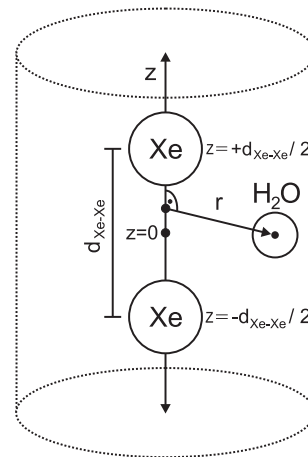 z
Xe
z=+d_Xe-Xe/2
H₂O
d_Xe-Xe
r
z=0
Xe
z=-d_Xe-Xe/2